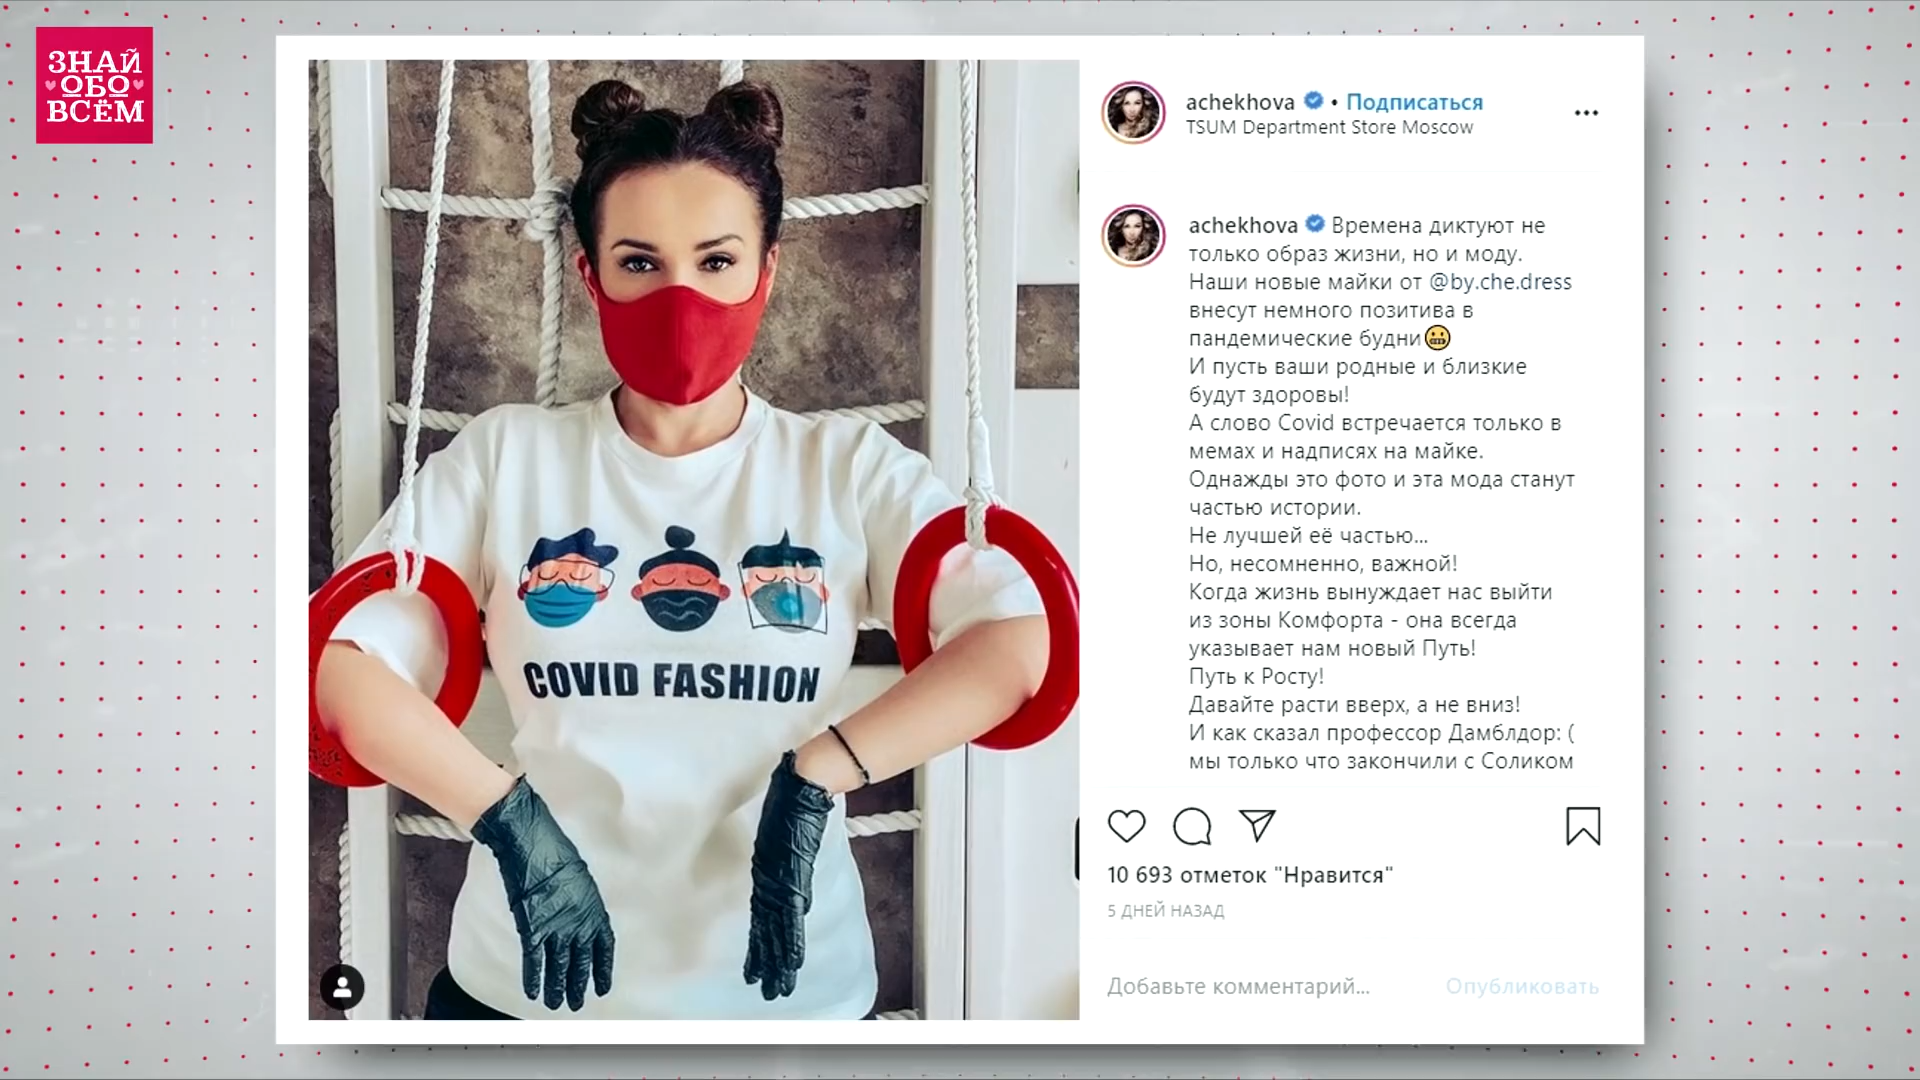 ЗНАЙ
ОБО
ВСЁМ
COVID FASHION
achekhova • Подписаться
TSUM Department Store Moscow
achekhova Времена диктуют не
только образ жизни, но и моду.
Наши новые майки от @by.che.dress
внесут немного позитива в
пандемические будни😬
И пусть ваши родные и близкие
будут здоровы!
А слово Covid встречается только в
мемах и надписях на майке.
Однажды это фото и эта мода станут
частью истории.
Не лучшей её частью...
Но, несомненно, важной!
Когда жизнь вынуждает нас выйти
из зоны Комфорта - она всегда
указывает нам новый Путь!
Путь к Росту!
Давайте расти вверх, а не вниз!
И как сказал профессор Дамблдор: (
мы только что закончили с Соликом
10 693 отметок "Нравится"
5 ДНЕЙ НАЗАД
Добавьте комментарий... Опубликовать